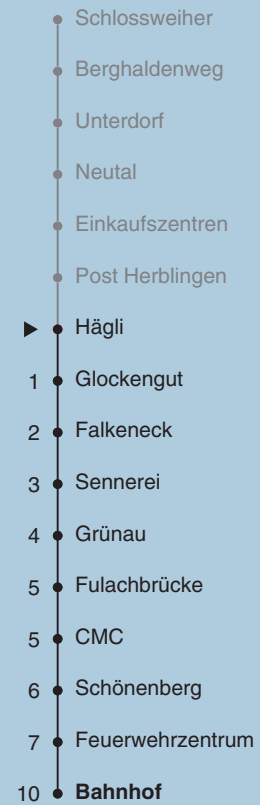 Schlossweiher
Berghaldenweg
Unterdorf
Neutal
Einkaufszentren
Post Herblingen
Hägli
1 Glockengut
2 Falkeneck
3 Sennerei
4 Grünau
5 Fulachbrücke
5 CMC
6 Schönenberg
7 Feuerwehrzentrum
10 Bahnhof